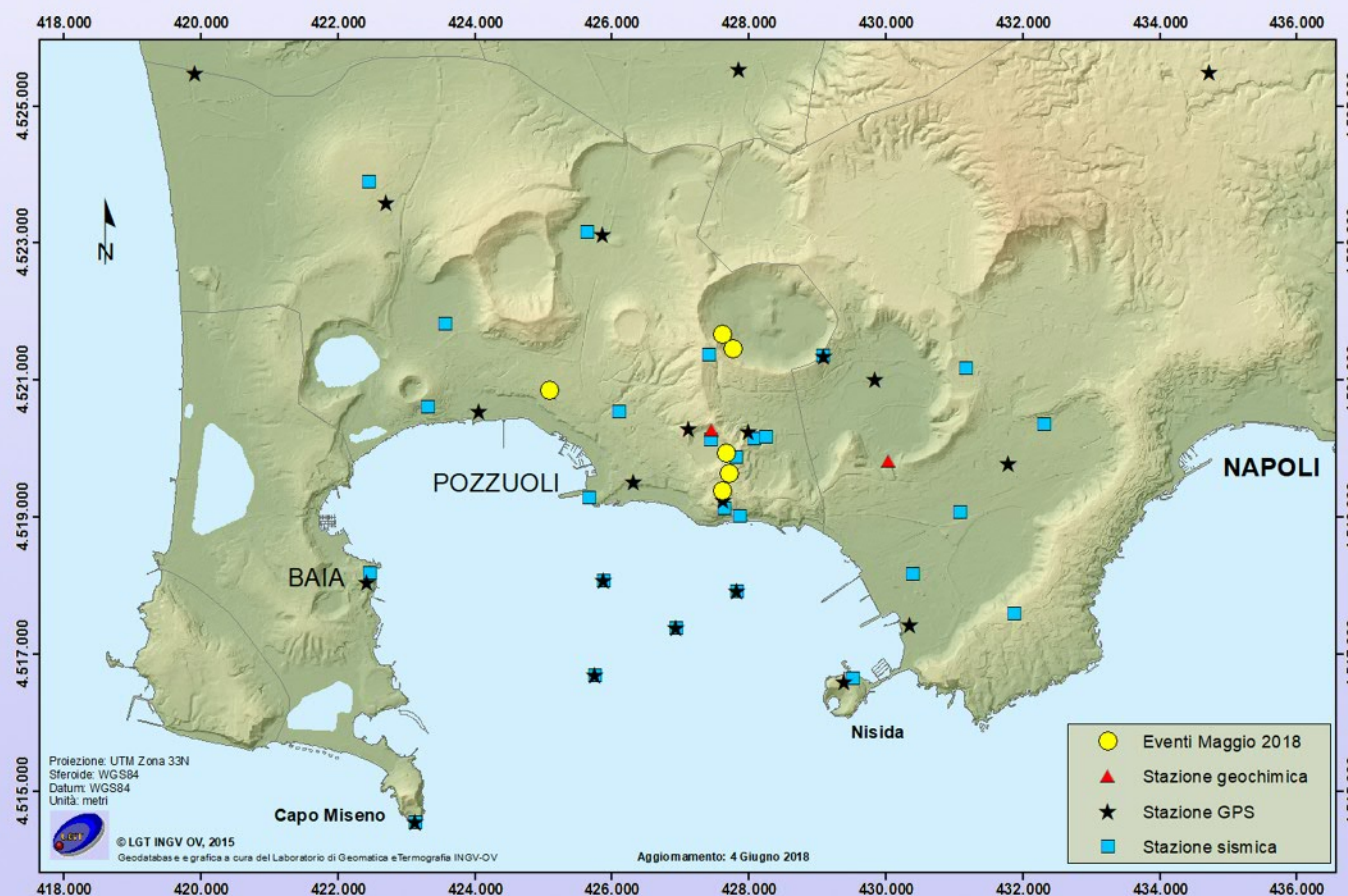 418.000 420.000 422.000 424.000 426.000 428.000 430.000 432.000 434.000 436.000
4.525.000
4.523.000
N
4.521.000
POZZUOLI
NAPOLI
4.519.000
BAIA
4.517.000
Nisida
Eventi Maggio 2018
Stazione geochimica
Stazione GPS
Stazione sismica
Proiezione: UTM Zona 33N
Sferoide: WGS84
Datum: WGS84
Unità: metri
4.515.000
Capo Miseno
© LGT INGV OV, 2015
Geodatabase e grafica a cura del Laboratorio di Geomatica e Termografia INGV-OV
Aggiornamento: 4 Giugno 2018
418.000 420.000 422.000 424.000 426.000 428.000 430.000 432.000 434.000 436.000